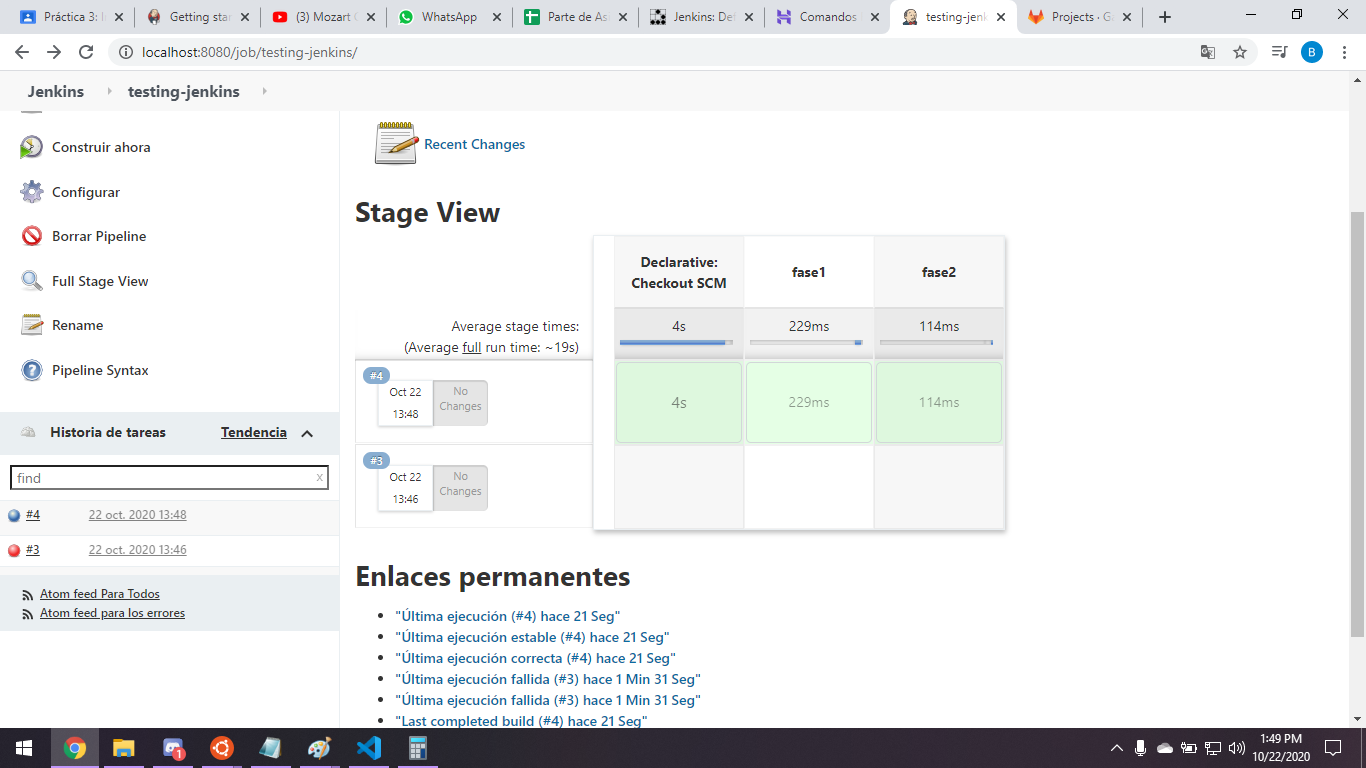 Práctica 3: I
Getting star
(3) Mozart
WhatsApp
Parte de As
Jenkins: De
Comandos
testing-jenk
Projects · G
localhost:8080/job/testing-jenkins/
B
Jenkins
testing-jenkins
Construir ahora
Configurar
Borrar Pipeline
Full Stage View
Rename
Pipeline Syntax
Historia de tareas
Tendencia
find
x
#4 22 oct. 2020 13:48
#3 22 oct. 2020 13:46
Atom feed Para Todos
Atom feed para los errores
Recent Changes
Stage View
Declarative:
Checkout SCM
fase1
fase2
Average stage times:
(Average full run time: ~19s)
4s
229ms
114ms
#4
Oct 22
13:48
No
Changes
4s
229ms
114ms
#3
Oct 22
13:46
No
Changes
Enlaces permanentes
"Última ejecución (#4) hace 21 Seg"
"Última ejecución estable (#4) hace 21 Seg"
"Última ejecución correcta (#4) hace 21 Seg"
"Última ejecución fallida (#3) hace 1 Min 31 Seg"
"Última ejecución fallida (#3) hace 1 Min 31 Seg"
"Last completed build (#4) hace 21 Seg"
1
1:49 PM
10/22/2020